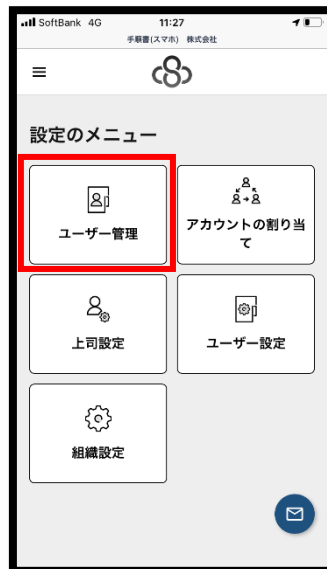 SoftBank 4G 11:27
手順書(スマホ) 株式会社
設定のメニュー
ユーザー管理
アカウントの割り当
て
上司設定
ユーザー設定
組織設定